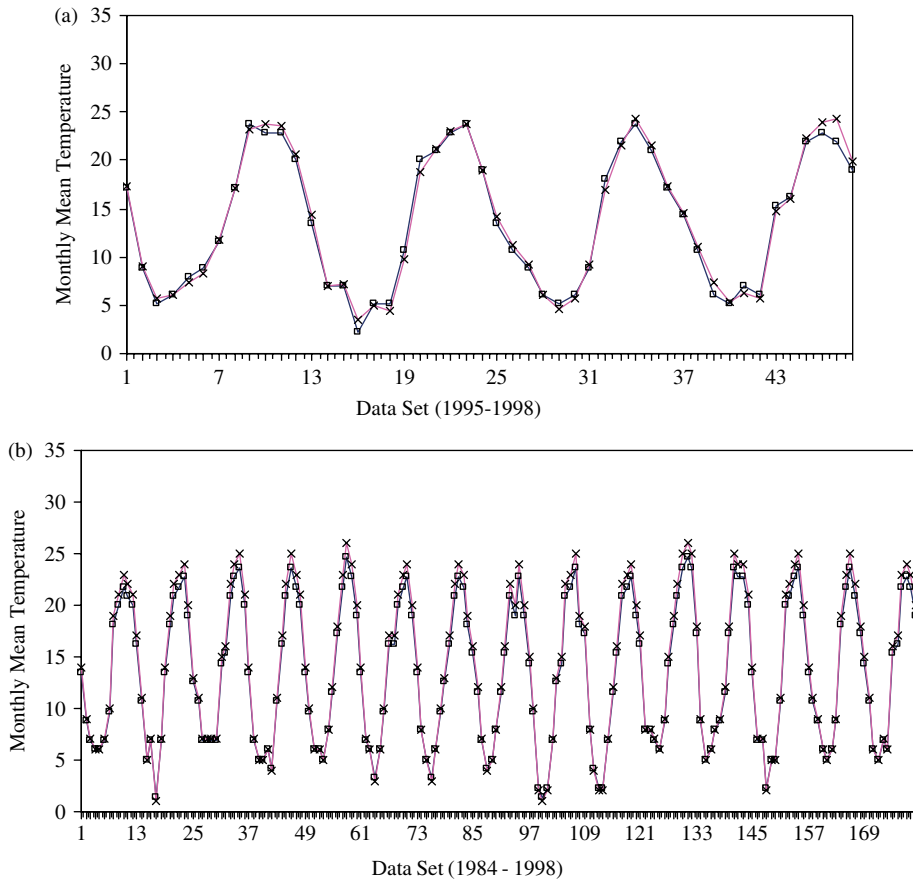 (a)
35
30
25
20
15
10
5
0
Monthly Mean Temperature
1 7 13 19 25 31 37 43
Data Set (1995-1998)
(b)
35
30
25
20
15
10
5
0
Monthly Mean Temperature
1 13 25 37 49 61 73 85 97 109 121 133 145 157 169
Data Set (1984 - 1998)